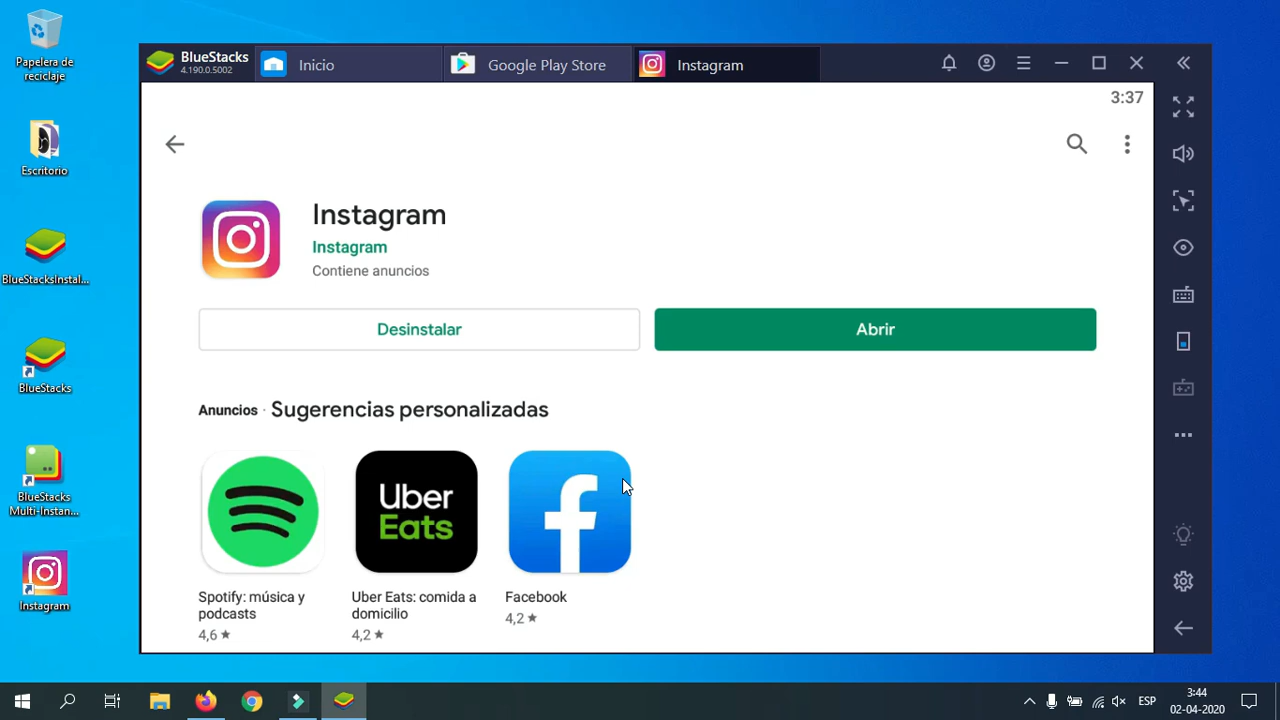 Papelera de
reciclaje
Escritorio
BlueStacksInstal...
BlueStacks
BlueStacks
Multi-Instan...
Instagram
BlueStacks
4.190.0.5002
Inicio
Google Play Store
Instagram
3:37
Instagram
Instagram
Contiene anuncios
Desinstalar
Abrir
Anuncios · Sugerencias personalizadas
Uber
Eats
f
Spotify: música y
podcasts
4,6 ★
Uber Eats: comida a
domicilio
4,2 ★
Facebook
4,2 ★
ESP
3:44
02-04-2020